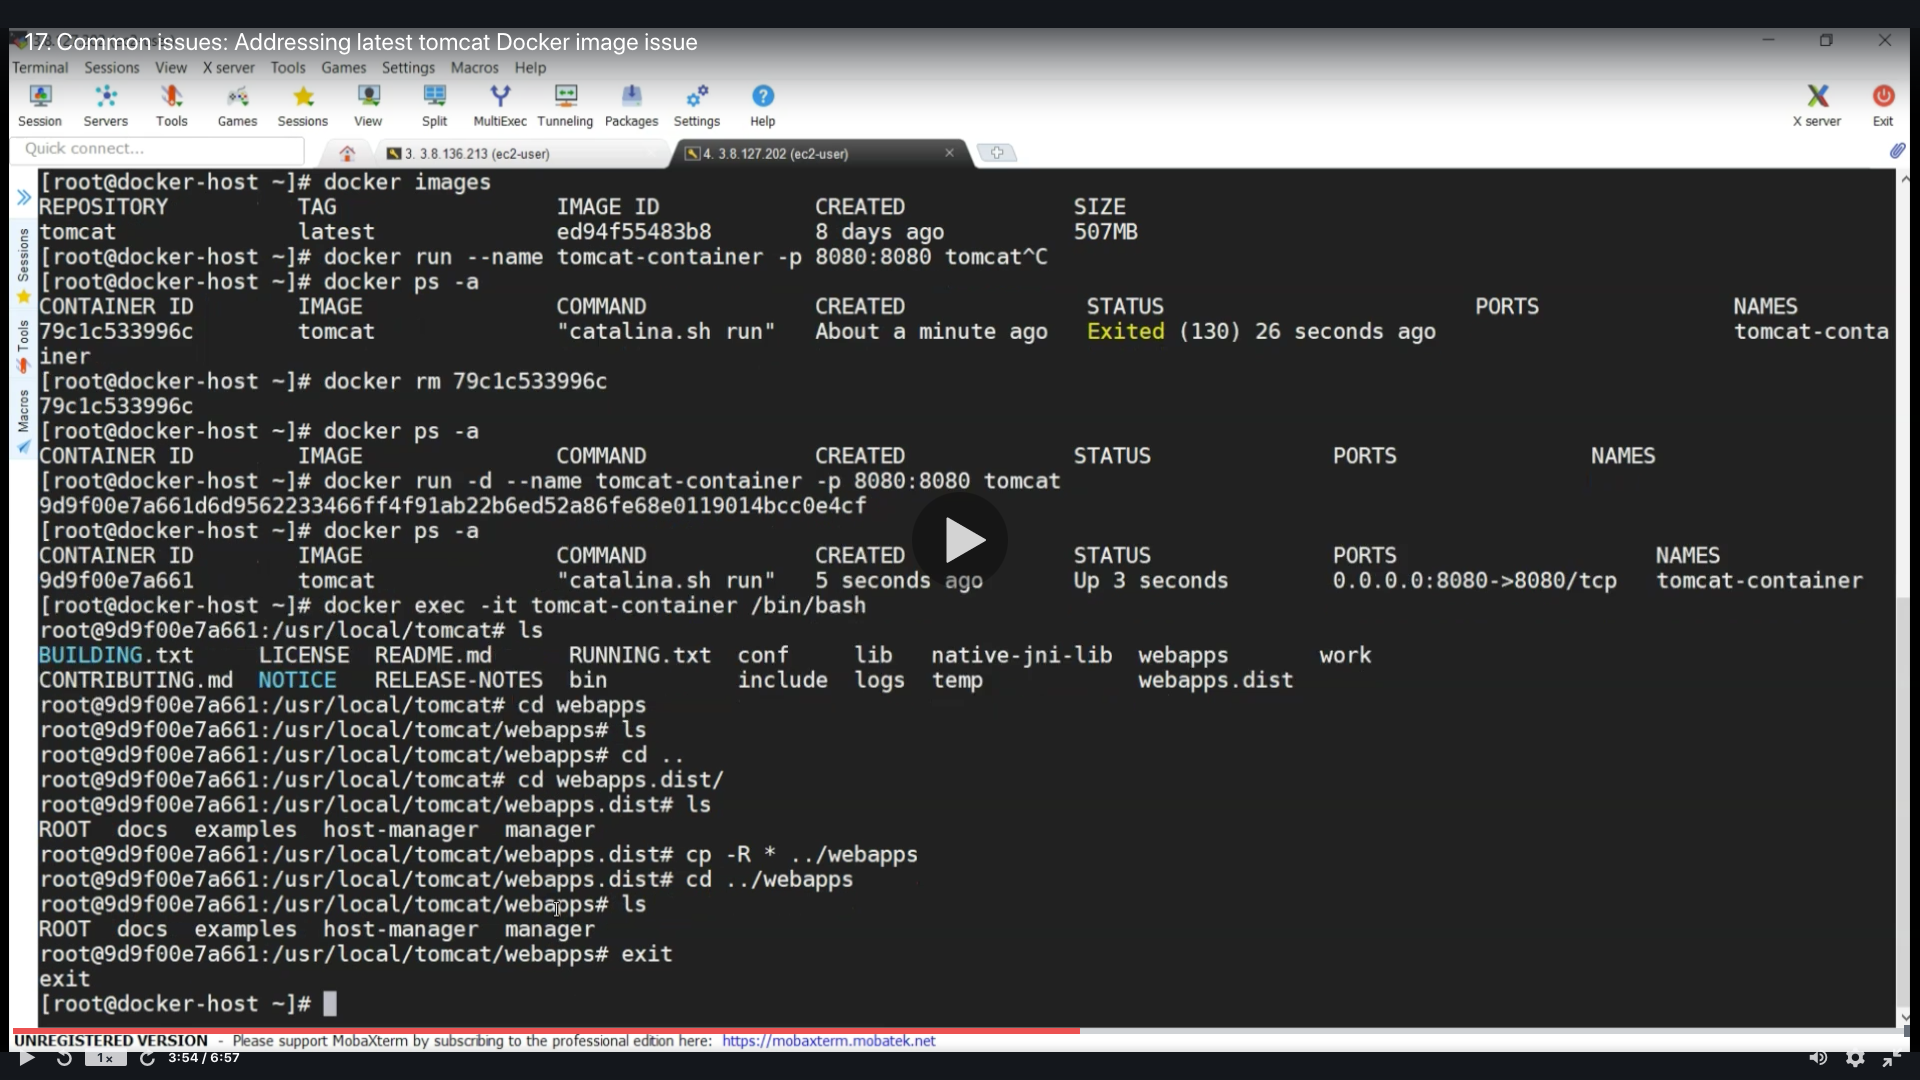 17. Common issues: Addressing latest tomcat Docker image issue
Terminal Sessions View X server Tools Games Settings Macros Help
Session Servers Tools Games Sessions View Split MultiExec Tunneling Packages Settings Help X server Exit
Quick connect...
3. 3.8.136.213 (ec2-user)
4. 3.8.127.202 (ec2-user)
Sessions
Tools
Macros
[root@docker-host ~]# docker images
REPOSITORY TAG IMAGE ID CREATED SIZE
tomcat latest ed94f55483b8 8 days ago 507MB
[root@docker-host ~]# docker run --name tomcat-container -p 8080:8080 tomcat^C
[root@docker-host ~]# docker ps -a
CONTAINER ID IMAGE COMMAND CREATED STATUS PORTS NAMES
79c1c533996c tomcat "catalina.sh run" About a minute ago Exited (130) 26 seconds ago tomcat-conta
iner
[root@docker-host ~]# docker rm 79c1c533996c
79c1c533996c
[root@docker-host ~]# docker ps -a
CONTAINER ID IMAGE COMMAND CREATED STATUS PORTS NAMES
[root@docker-host ~]# docker run -d --name tomcat-container -p 8080:8080 tomcat
9d9f00e7a661d6d9562233466ff4f91ab22b6ed52a86fe68e0119014bcc0e4cf
[root@docker-host ~]# docker ps -a
CONTAINER ID IMAGE COMMAND CREATED STATUS PORTS NAMES
9d9f00e7a661 tomcat "catalina.sh run" 5 seconds ago Up 3 seconds 0.0.0.0:8080->8080/tcp tomcat-container
[root@docker-host ~]# docker exec -it tomcat-container /bin/bash
root@9d9f00e7a661:/usr/local/tomcat# ls
BUILDING.txt LICENSE README.md RUNNING.txt conf lib native-jni-lib webapps work
CONTRIBUTING.md NOTICE RELEASE-NOTES bin include logs temp webapps.dist
root@9d9f00e7a661:/usr/local/tomcat# cd webapps
root@9d9f00e7a661:/usr/local/tomcat/webapps# ls
root@9d9f00e7a661:/usr/local/tomcat/webapps# cd ..
root@9d9f00e7a661:/usr/local/tomcat# cd webapps.dist/
root@9d9f00e7a661:/usr/local/tomcat/webapps.dist# ls
ROOT docs examples host-manager manager
root@9d9f00e7a661:/usr/local/tomcat/webapps.dist# cp -R * ../webapps
root@9d9f00e7a661:/usr/local/tomcat/webapps.dist# cd ../webapps
root@9d9f00e7a661:/usr/local/tomcat/webapps# ls
ROOT docs examples host-manager manager
root@9d9f00e7a661:/usr/local/tomcat/webapps# exit
exit
[root@docker-host ~]#
UNREGISTERED VERSION - Please support MobaXterm by subscribing to the professional edition here: https://mobaxterm.mobatek.net
1x 3:54 / 6:57